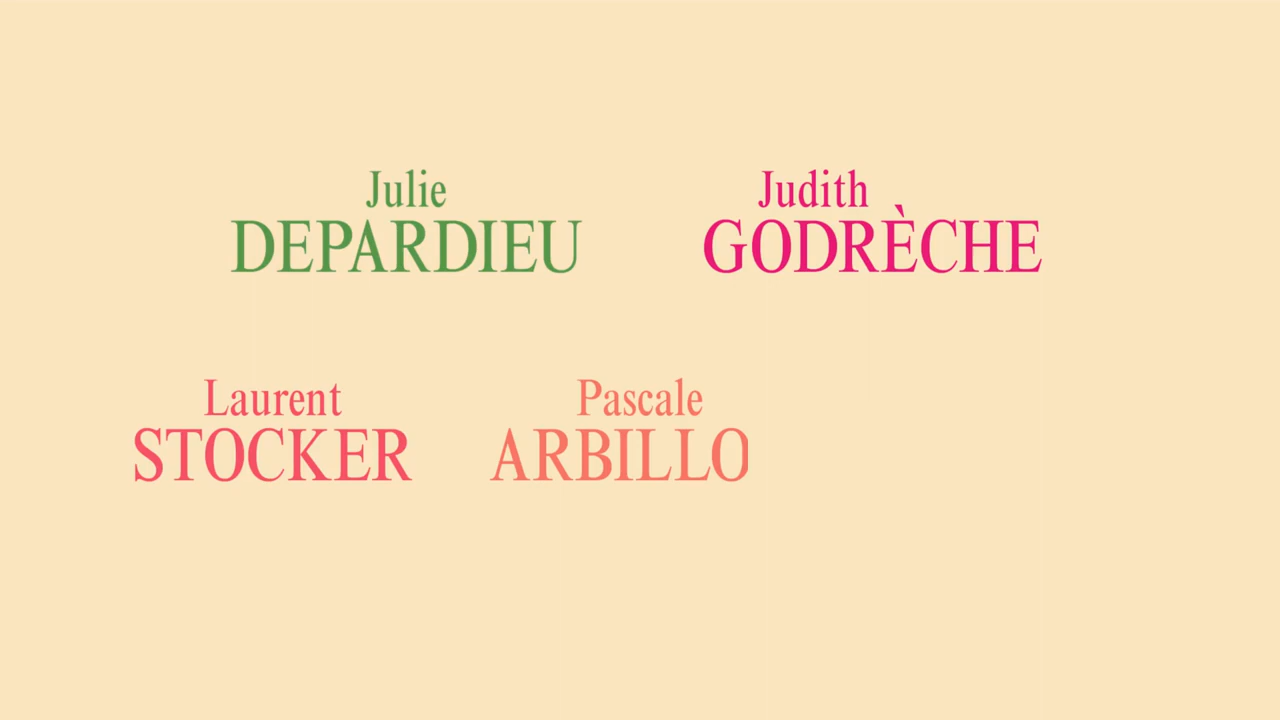 Julie
DEPARDIEU
Judith
GODRÈCHE
Laurent
STOCKER
Pascale
ARBILLO